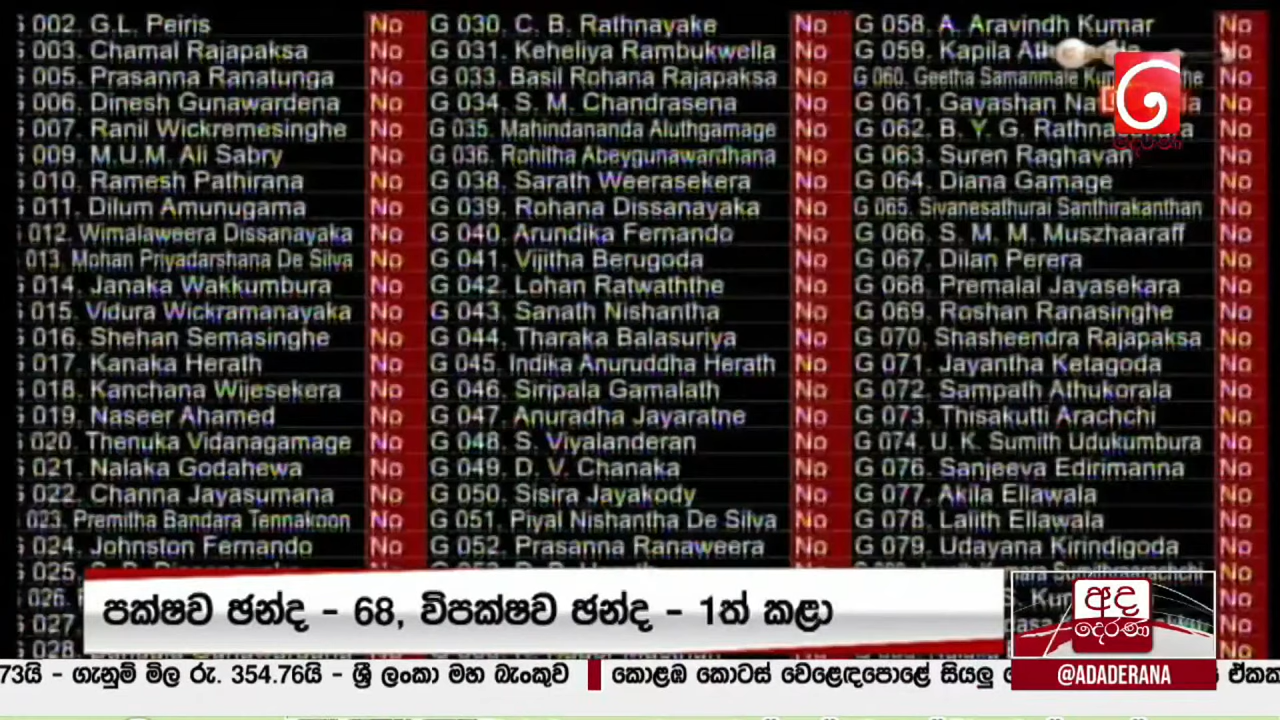 G 002. G.L. Peiris No
G 003. Chamal Rajapaksa No
G 005. Prasanna Ranatunga No
G 006. Dinesh Gunawardena No
G 007. Ranil Wickremesinghe No
G 009. M.U.M. Ali Sabry No
G 010. Ramesh Pathirana No
G 011. Dilum Amunugama No
G 012. Wimalaweera Dissanayaka No
013. Mohan Priyadarshana De Silva No
G 014. Janaka Wakkumbura No
G 015. Vidura Wickramanayaka No
G 016. Shehan Semasinghe No
G 017. Kanaka Herath No
G 018. Kanchana Wijesekera No
G 019. Naseer Ahamed No
G 020. Thenuka Vidanagamage No
G 021. Nalaka Godahewa No
G 022. Channa Jayasumana No
023. Premitha Bandara Tennakoon No
G 024. Johnston Fernando No
G 025.
026.
G 027
G 028.
G 030. C. B. Rathnayake No
G 031. Keheliya Rambukwella No
G 033. Basil Rohana Rajapaksa No
G 034. S. M. Chandrasena No
G 035. Mahindananda Aluthgamage No
G 036. Rohitha Abeygunawardhana No
G 038. Sarath Weerasekera No
G 039. Rohana Dissanayaka No
G 040. Arundika Fernando No
G 041. Vijitha Berugoda No
G 042. Lohan Ratwaththe No
G 043. Sanath Nishantha No
G 044. Tharaka Balasuriya No
G 045. Indika Anuruddha Herath No
G 046. Siripala Gamalath No
G 047. Anuradha Jayaratne No
G 048. S. Viyalanderan No
G 049. D. V. Chanaka No
G 050. Sisira Jayakody No
G 051. Piyal Nishantha De Silva No
G 052. Prasanna Ranaweera No
G 058. A. Aravindh Kumar No
G 059. Kapila No
G 060. Geetha Samanmale No
G 061. Gayashan No
G 062. B. Y. G. No
G 063. Suren Raghavan No
G 064. Diana Gamage No
G 065. Sivanesathurai Santhirakanthan No
G 066. S. M. M. Muszhaaraff No
G 067. Dilan Perera No
G 068. Premalal Jayasekara No
G 069. Roshan Ranasinghe No
G 070. Shasheendra Rajapaksa No
G 071. Jayantha Ketagoda No
G 072. Sampath Athukorala No
G 073. Thisakutti Arachchi No
G 074. U. K. Sumith Udukumbura No
G 076. Sanjeeva Edirimanna No
G 077. Akila Ellawala No
G 078. Lalith Ellawala No
G 079. Udayana Kirindigoda No
දෙරණ
පක්ෂව ඡන්ද - 68, විපක්ෂව ඡන්ද - 1ත් කළා
අද
දෙරණ
@ADADERANA
73යි - ගැනුම් මිල රු. 354.76යි - ශ්‍රී ලංකා මහ බැංකුව
කොළඹ කොටස් වෙළෙඳපොළේ සියලු